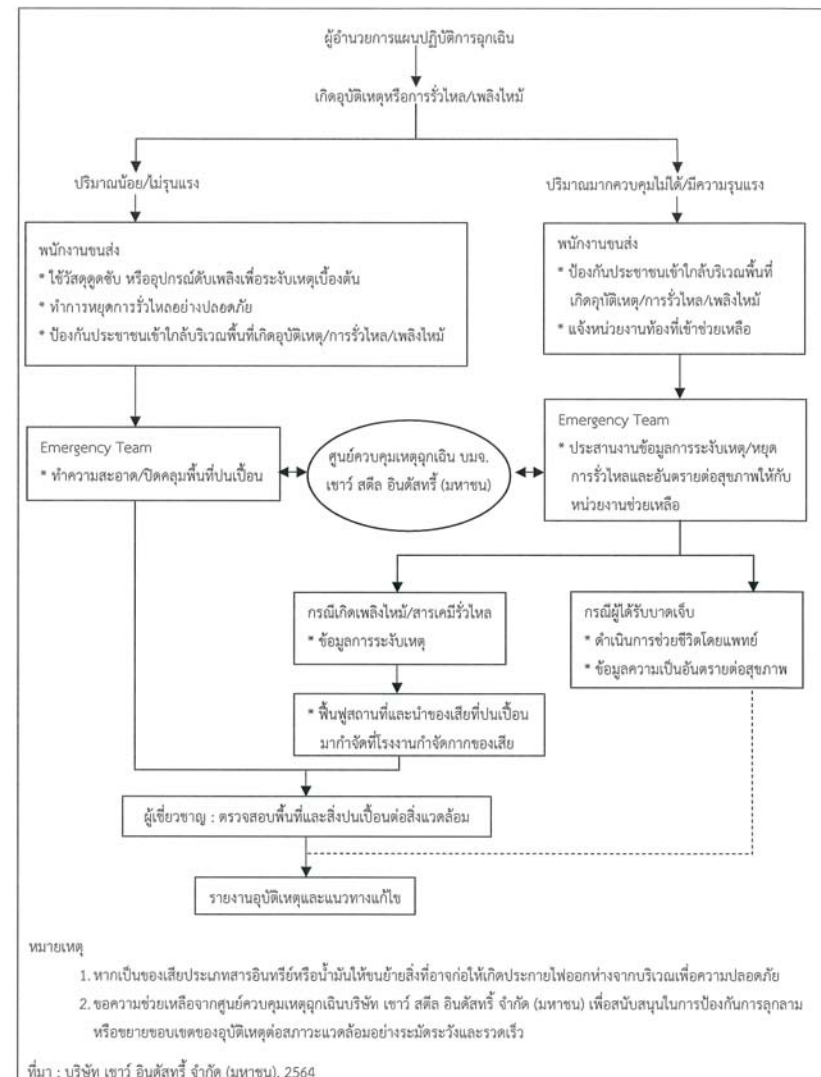 ผู้อำนวยการแผนปฏิบัติการฉุกเฉิน
เกิดอุบัติเหตุหรือการรั่วไหล/เพลิงไหม้
ปริมาณน้อย/ไม่รุนแรง
ปริมาณมากควบคุมไม่ได้/มีความรุนแรง
พนักงานขนส่ง
* ใช้วัสดุดูดซับ หรืออุปกรณ์ดับเพลิงเพื่อระงับเหตุเบื้องต้น
* ทำการหยุดการรั่วไหลอย่างปลอดภัย
* ป้องกันประชาชนเข้าใกล้บริเวณพื้นที่เกิดอุบัติเหตุ/การรั่วไหล/เพลิงไหม้
พนักงานขนส่ง
* ป้องกันประชาชนเข้าใกล้บริเวณพื้นที่
เกิดอุบัติเหตุ/การรั่วไหล/เพลิงไหม้
* แจ้งหน่วยงานท้องที่เข้าช่วยเหลือ
Emergency Team
* ทำความสะอาด/ปิดคลุมพื้นที่ปนเปื้อน
ศูนย์ควบคุมเหตุฉุกเฉิน บมจ.
เชาว์ สตีล อินดัสทรี้ (มหาชน)
Emergency Team
* ประสานงานข้อมูลการระงับเหตุ/หยุด
การรั่วไหลและอันตรายต่อสุขภาพให้กับ
หน่วยงานช่วยเหลือ
กรณีเกิดเพลิงไหม้/สารเคมีรั่วไหล
* ข้อมูลการระงับเหตุ
กรณีผู้ได้รับบาดเจ็บ
* ดำเนินการช่วยชีวิตโดยแพทย์
* ข้อมูลความเป็นอันตรายต่อสุขภาพ
* ฟื้นฟูสถานที่และนำของเสียที่ปนเปื้อน
มากำจัดที่โรงงานกำจัดกากของเสีย
ผู้เชี่ยวชาญ : ตรวจสอบพื้นที่และสิ่งปนเปื้อนต่อสิ่งแวดล้อม
รายงานอุบัติเหตุและแนวทางแก้ไข
หมายเหตุ
1. หากเป็นของเสียประเภทสารอินทรีย์หรือน้ำมันให้ขนย้ายสิ่งที่อาจก่อให้เกิดประกายไฟออกห่างจากบริเวณเพื่อความปลอดภัย
2. ขอความช่วยเหลือจากศูนย์ควบคุมเหตุฉุกเฉินบริษัท เชาว์ สตีล อินดัสทรี้ จำกัด (มหาชน) เพื่อสนับสนุนในการป้องกันการลุกลาม
หรือขยายขอบเขตของอุบัติเหตุต่อสภาวะแวดล้อมอย่างระมัดระวังและรวดเร็ว
ที่มา : บริษัท เชาว์ อินดัสทรี้ จำกัด (มหาชน), 2564